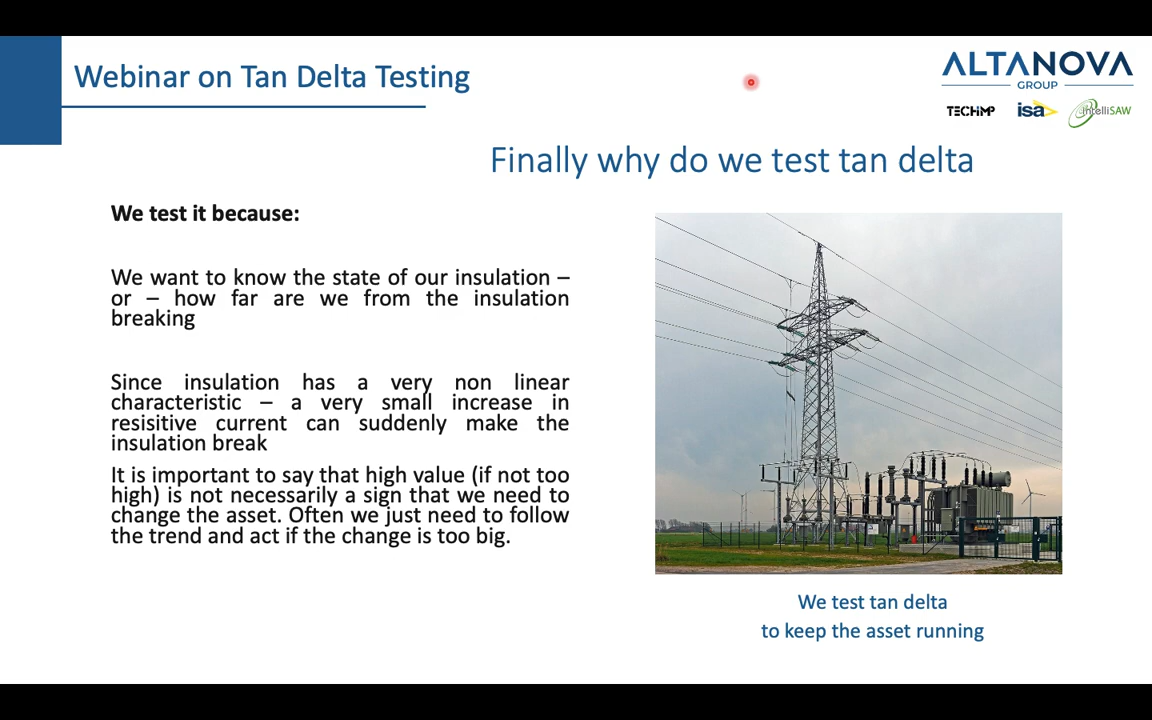 Webinar on Tan Delta Testing
ALTANOVA
GROUP
TECHIMP
isa
IntelliSAW
Finally why do we test tan delta
We test it because:
We want to know the state of our insulation –
or – how far are we from the insulation
breaking
Since insulation has a very non linear
characteristic – a very small increase in
resisitive current can suddenly make the
insulation break
It is important to say that high value (if not too
high) is not necessarily a sign that we need to
change the asset. Often we just need to follow
the trend and act if the change is too big.
We test tan delta
to keep the asset running